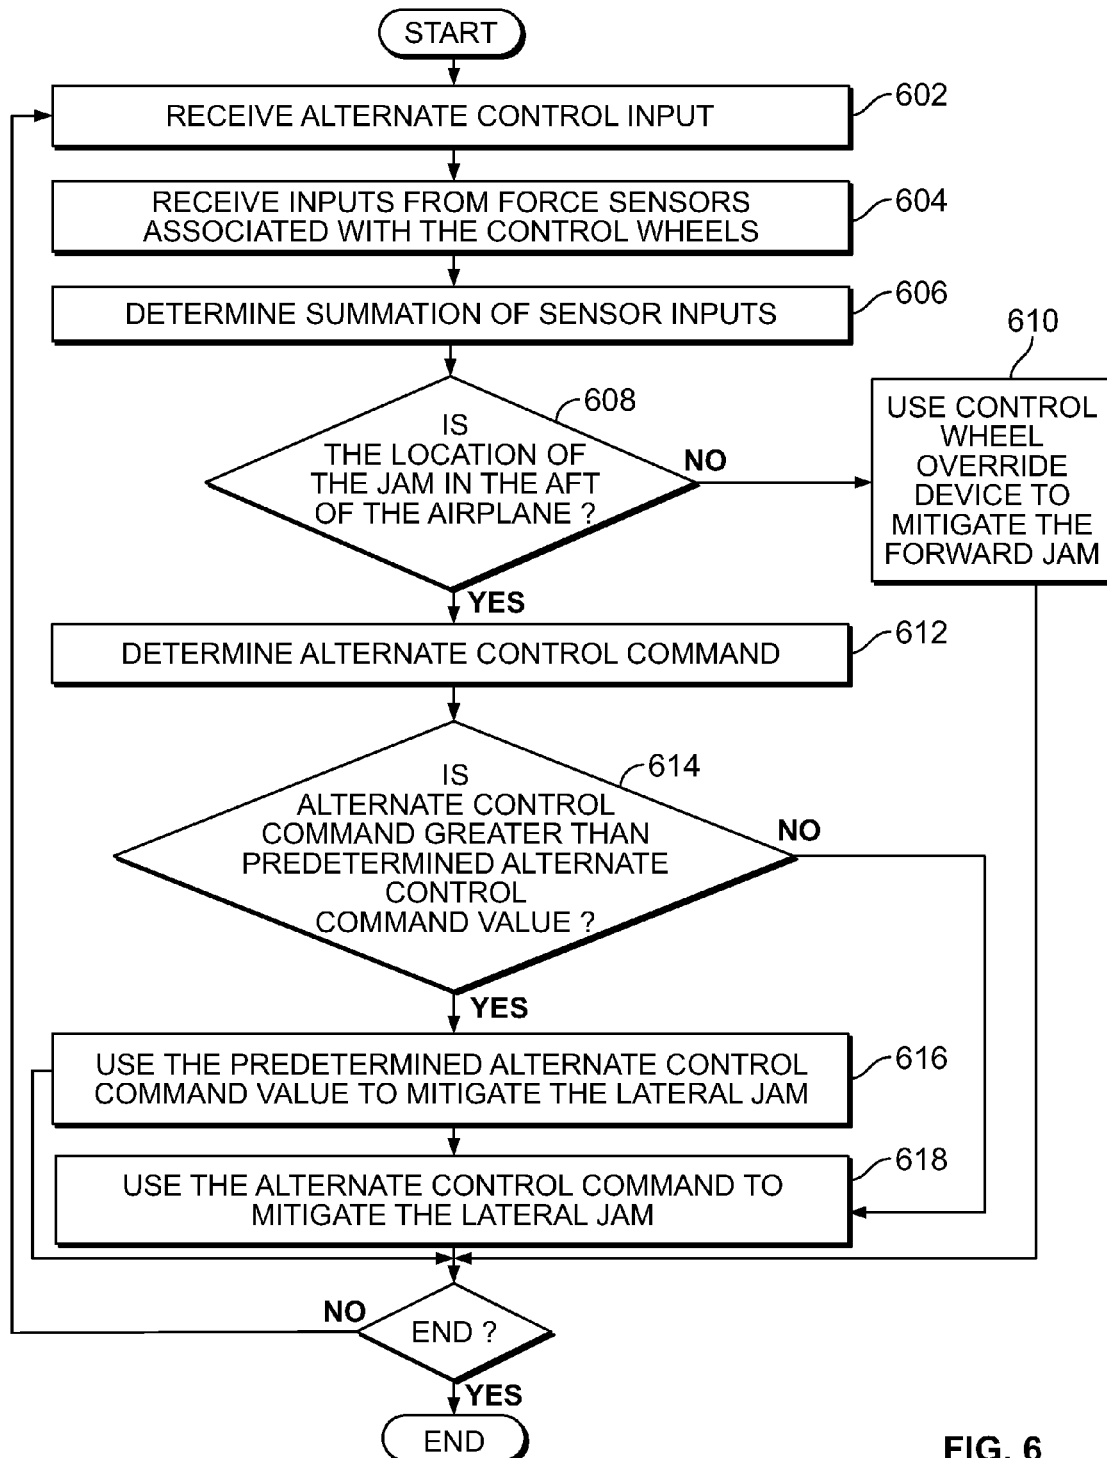 START
RECEIVE ALTERNATE CONTROL INPUT
602
RECEIVE INPUTS FROM FORCE SENSORS
ASSOCIATED WITH THE CONTROL WHEELS
604
DETERMINE SUMMATION OF SENSOR INPUTS
606
IS
THE LOCATION OF
THE JAM IN THE AFT
OF THE AIRPLANE ?
608
NO
610
USE CONTROL
WHEEL
OVERRIDE
DEVICE TO
MITIGATE THE
FORWARD JAM
YES
DETERMINE ALTERNATE CONTROL COMMAND
612
IS
ALTERNATE CONTROL
COMMAND GREATER THAN
PREDETERMINED ALTERNATE
CONTROL
COMMAND VALUE ?
614
NO
YES
USE THE PREDETERMINED ALTERNATE CONTROL
COMMAND VALUE TO MITIGATE THE LATERAL JAM
616
USE THE ALTERNATE CONTROL COMMAND TO
MITIGATE THE LATERAL JAM
618
NO
END ?
YES
END
FIG. 6